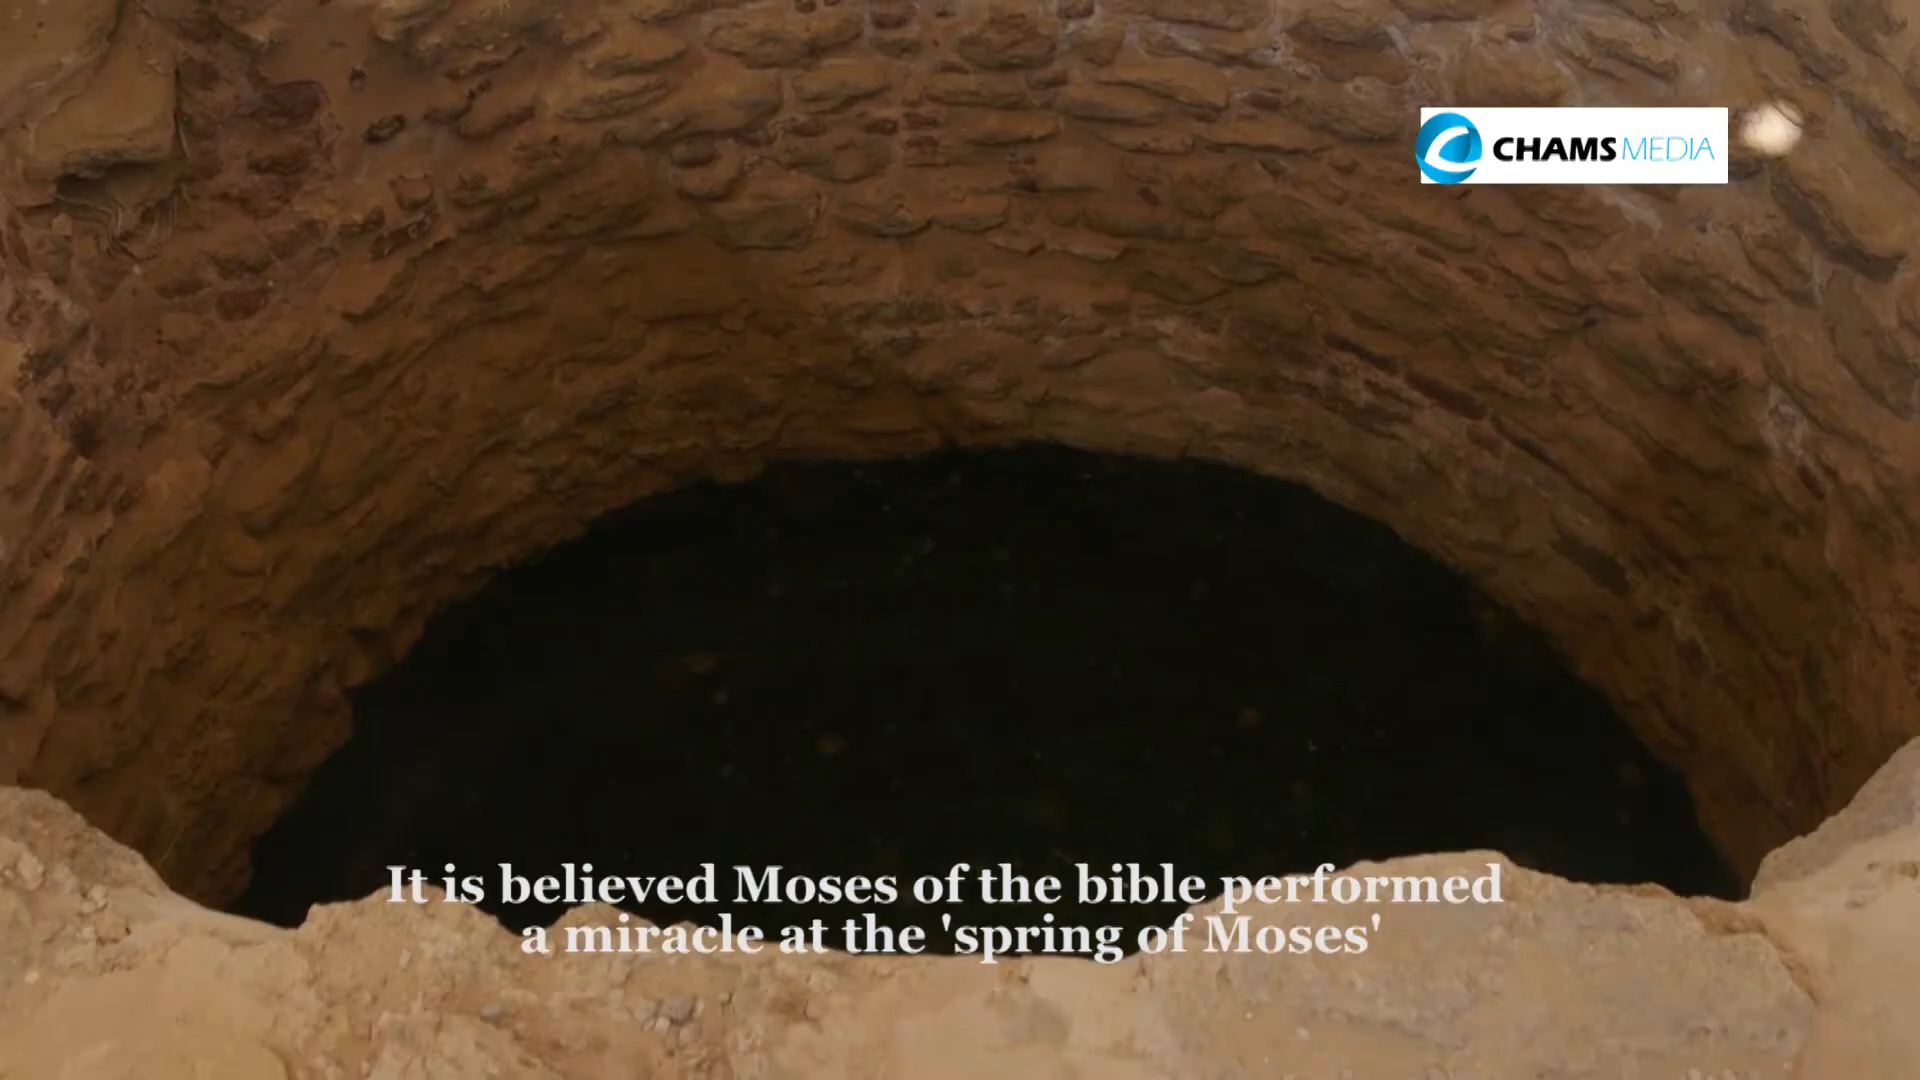 CHAMS MEDIA
It is believed Moses of the bible performed
a miracle at the 'spring of Moses'